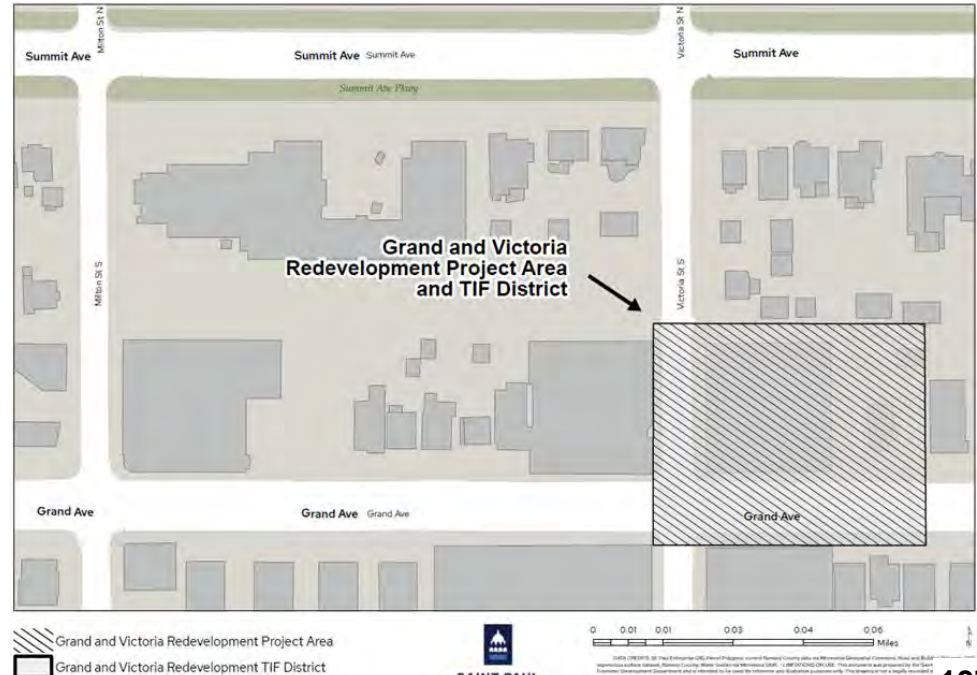 Milton St N
Victoria St N
Summit Ave
Summit Ave Summit Ave
Summit Ave
Summit Ave Pkwy
Grand and Victoria
Redevelopment Project Area
and TIF District
Milton St S
Victoria St S
Grand Ave
Grand Ave Grand Ave
Grand Ave
Grand and Victoria Redevelopment Project Area
Grand and Victoria Redevelopment TIF District
SAINT PAUL
0 0.01 0.01 0.03 0.04 0.06
Miles